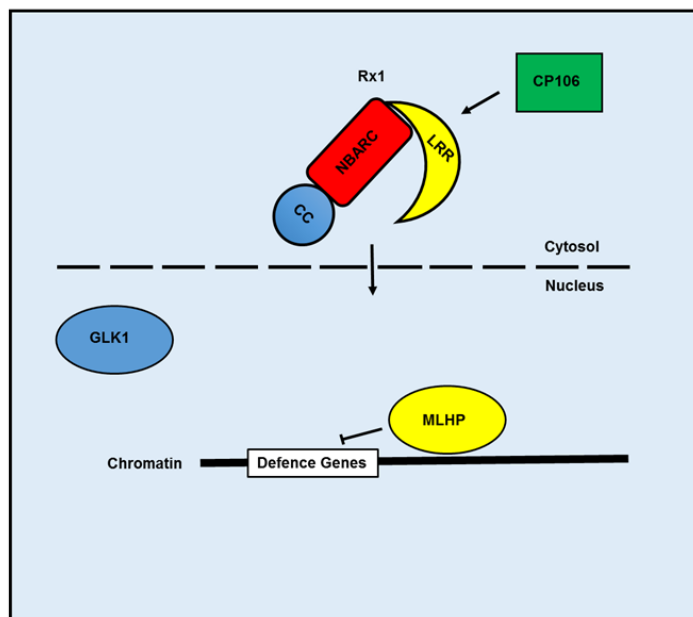 Rx1
CP106
NBARC
LRR
CC
Cytosol
Nucleus
GLK1
MLHP
Chromatin
Defence Genes